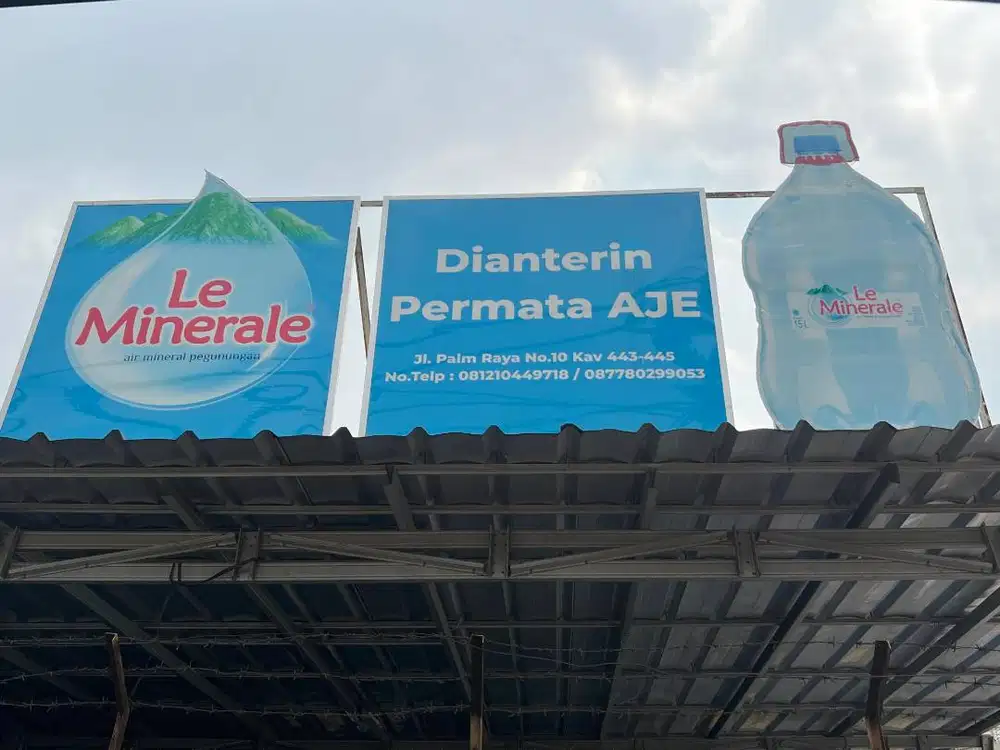 Le
Minerale
air mineral pegunungan
Dianterin
Permata AJE
Jl. Palm Raya No.10 Kav 443-445
No.Telp : 081210449718 / 087780299053
Le
Minerale
15L